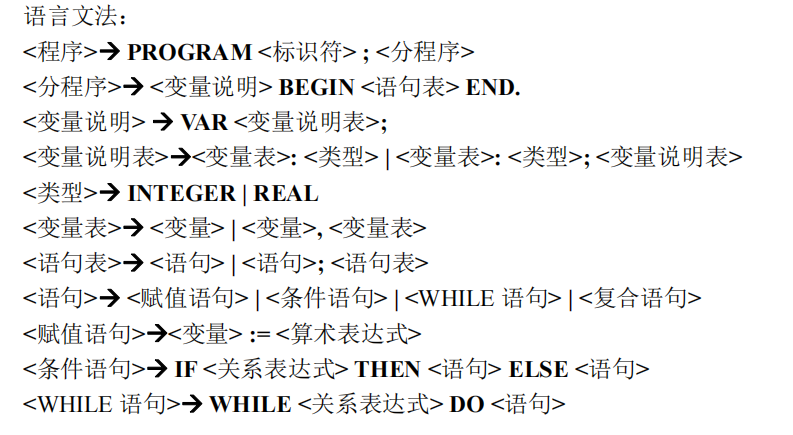 语言文法：
<程序>→ PROGRAM <标识符> ; <分程序>
<分程序>→ <变量说明> BEGIN <语句表> END.
<变量说明> → VAR <变量说明表>;
<变量说明表>→<变量表>: <类型> | <变量表>: <类型>; <变量说明表>
<类型>→ INTEGER | REAL
<变量表>→ <变量> | <变量>, <变量表>
<语句表>→ <语句> | <语句>; <语句表>
<语句>→ <赋值语句> | <条件语句> | <WHILE 语句> | <复合语句>
<赋值语句>→<变量> := <算术表达式>
<条件语句>→ IF <关系表达式> THEN <语句> ELSE <语句>
<WHILE 语句>→ WHILE <关系表达式> DO <语句>